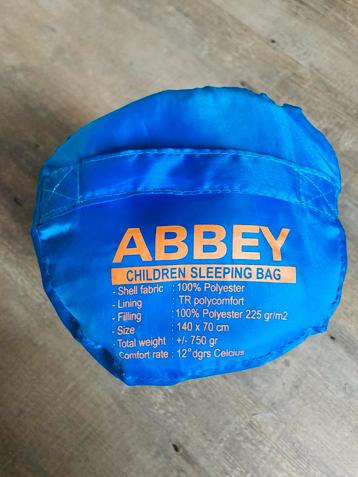 ABBEY
CHILDREN SLEEPING BAG
- Shell fabric : 100% Polyester
- Lining : TR polycomfort
- Filling : 100% Polyester 225 gr/m2
- Size : 140 x 70 cm
- Total weight : +/- 750 gr
- Comfort rate : 12° dgrs Celcius